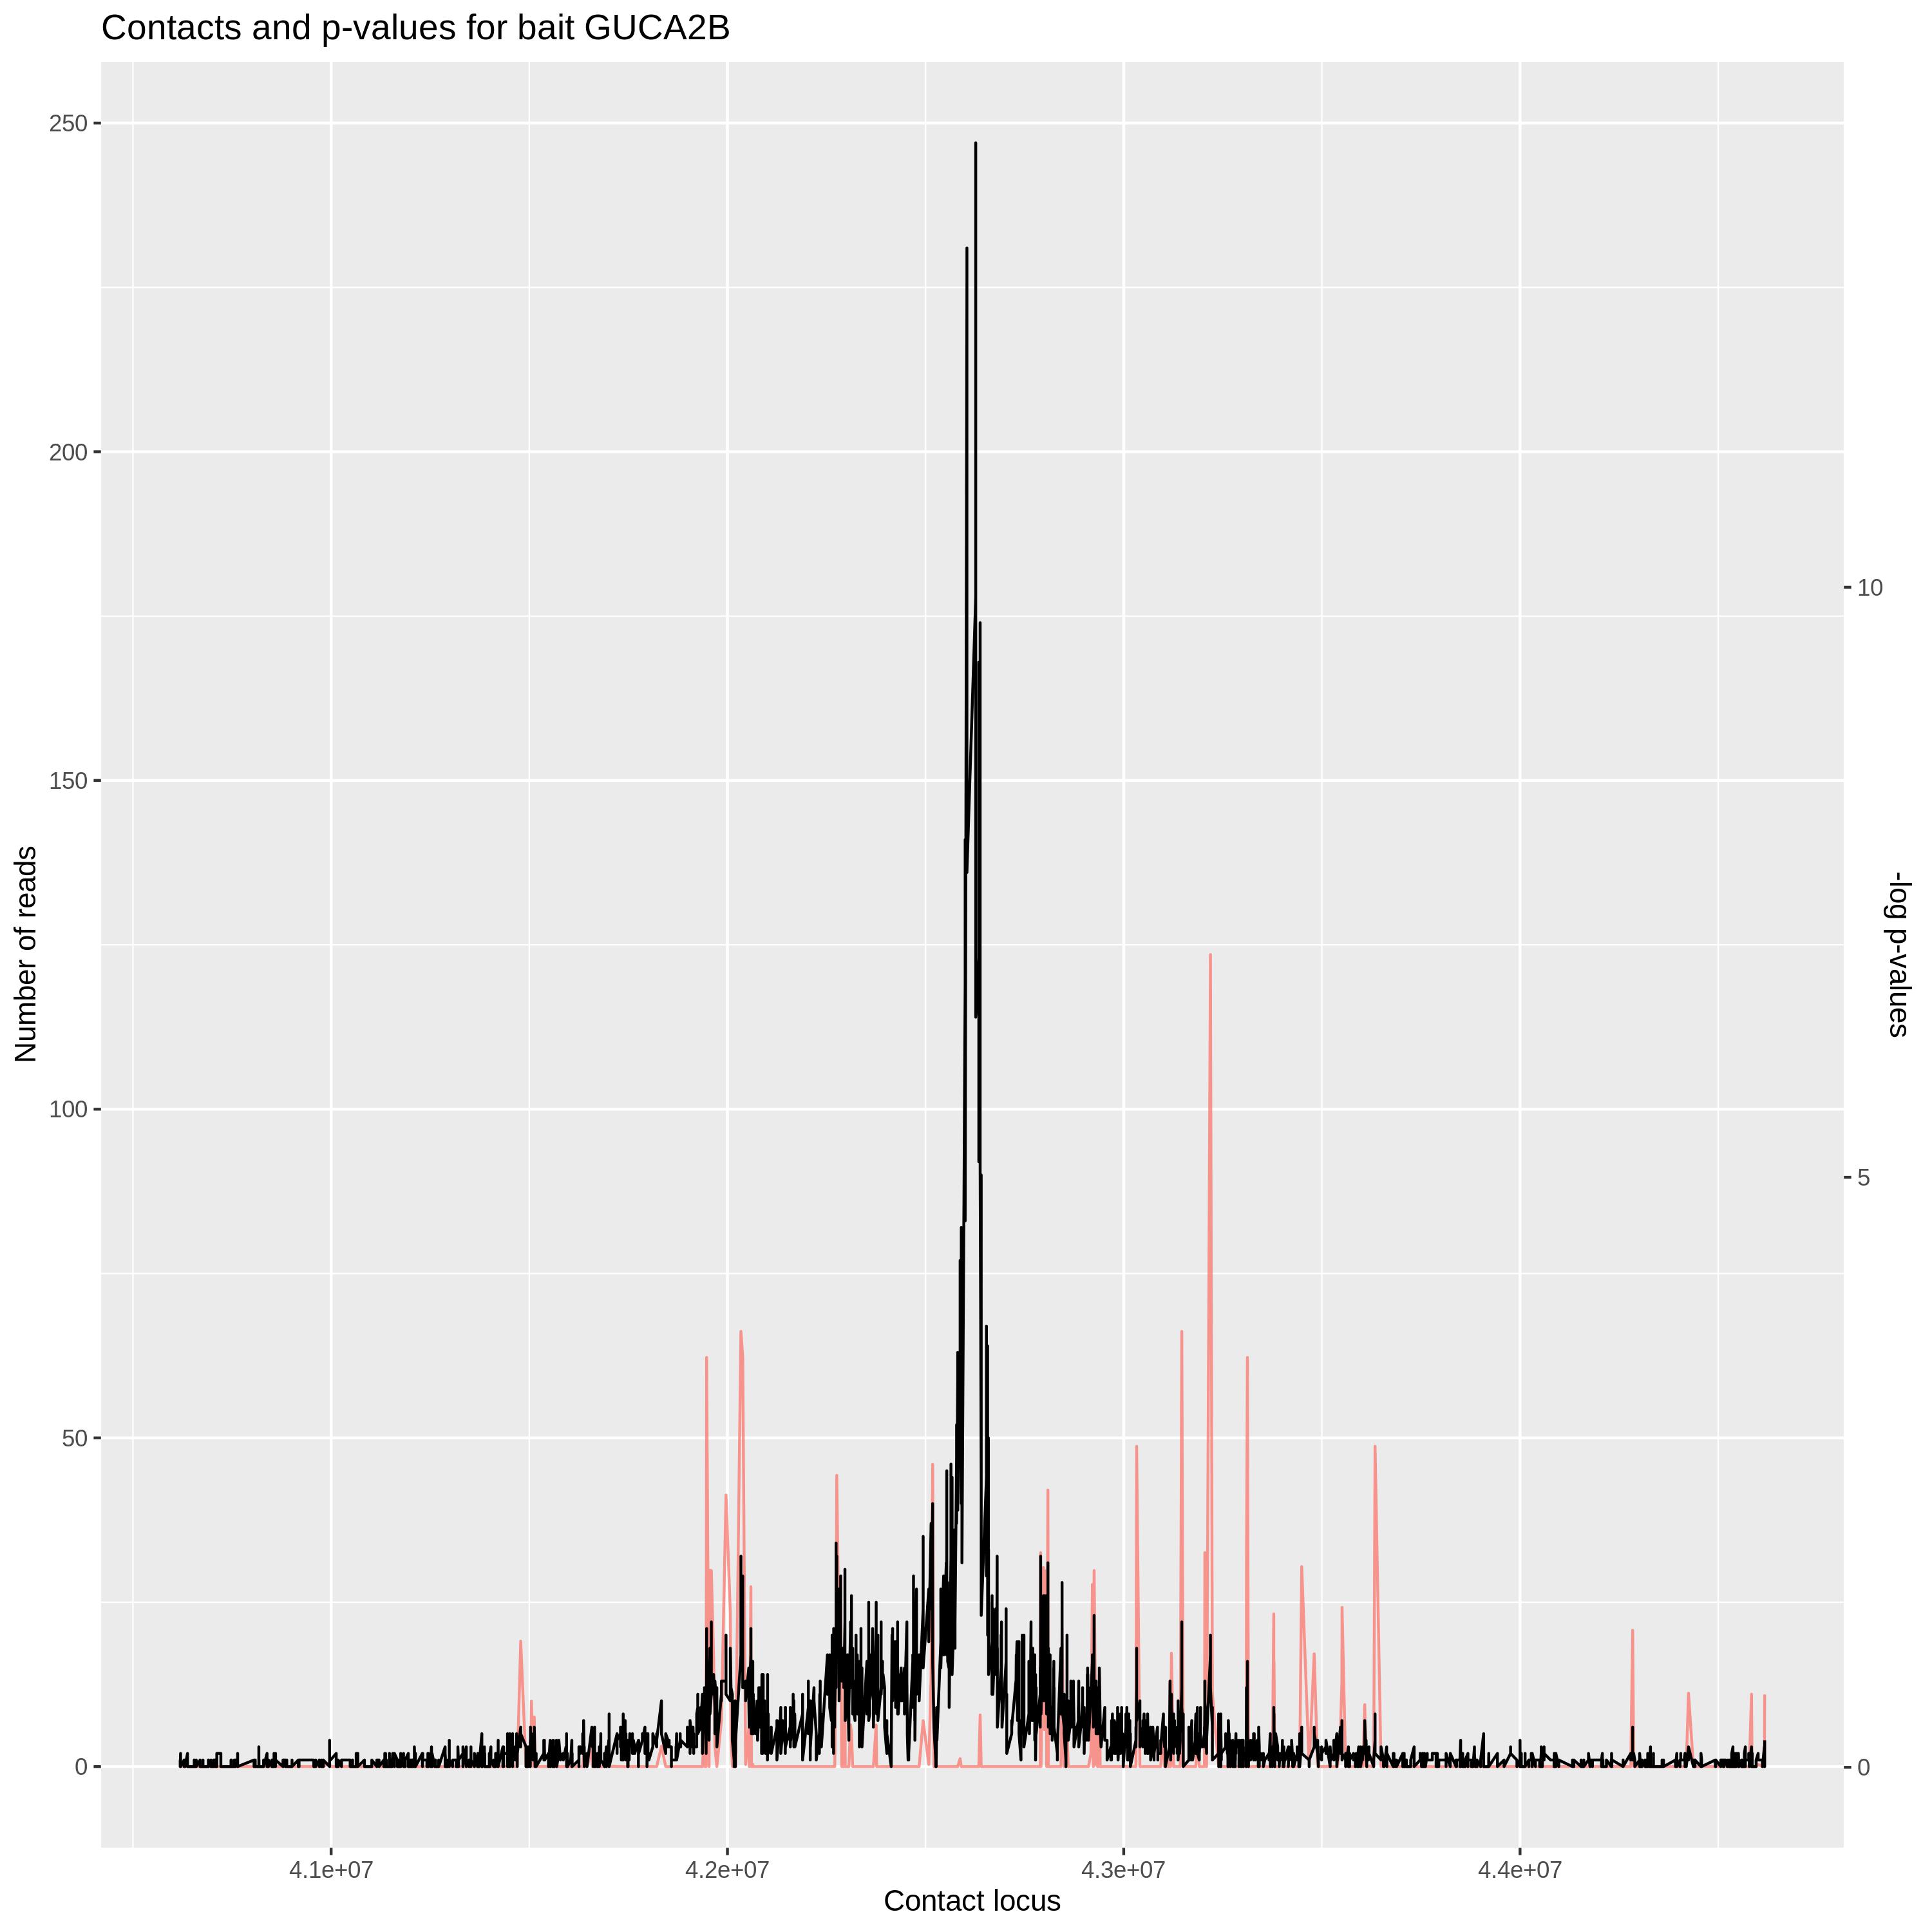 Contacts and p-values for bait GUCA2B
250
200
150
100
50
0
Number of reads
10
5
0
-log p-values
4.1e+07
4.2e+07
4.3e+07
4.4e+07
Contact locus